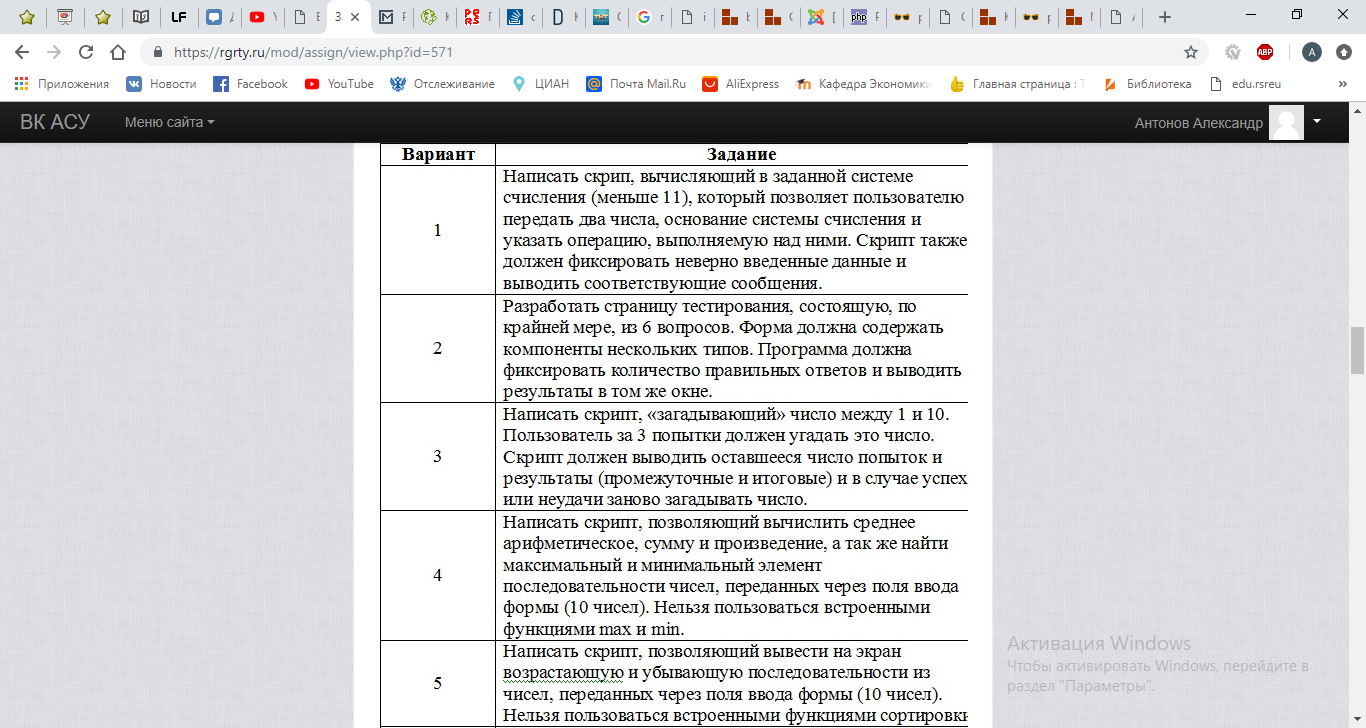 https://rgrty.ru/mod/assign/view.php?id=571
Приложения Новости Facebook YouTube Отслеживание ЦИАН Почта Mail.Ru AliExpress Кафедра Экономики Главная страница : Т Библиотека edu.rsreu »
ВК АСУ Меню сайта Антонов Александр
Вариант Задание
1
Написать скрип, вычисляющий в заданной системе
счисления (меньше 11), который позволяет пользователю
передать два числа, основание системы счисления и
указать операцию, выполняемую над ними. Скрипт также
должен фиксировать неверно введенные данные и
выводить соответствующие сообщения.
2
Разработать страницу тестирования, состоящую, по
крайней мере, из 6 вопросов. Форма должна содержать
компоненты нескольких типов. Программа должна
фиксировать количество правильных ответов и выводить
результаты в том же окне.
3
Написать скрипт, «загадывающий» число между 1 и 10.
Пользователь за 3 попытки должен угадать это число.
Скрипт должен выводить оставшееся число попыток и
результаты (промежуточные и итоговые) и в случае успех
или неудачи заново загадывать число.
4
Написать скрипт, позволяющий вычислить среднее
арифметическое, сумму и произведение, а так же найти
максимальный и минимальный элемент
последовательности чисел, переданных через поля ввода
формы (10 чисел). Нельзя пользоваться встроенными
функциями max и min.
5
Написать скрипт, позволяющий вывести на экран
возрастающую и убывающую последовательности из
чисел, переданных через поля ввода формы (10 чисел).
Нельзя пользоваться встроенными функциями сортировки
Активация Windows
Чтобы активировать Windows, перейдите в
раздел "Параметры".